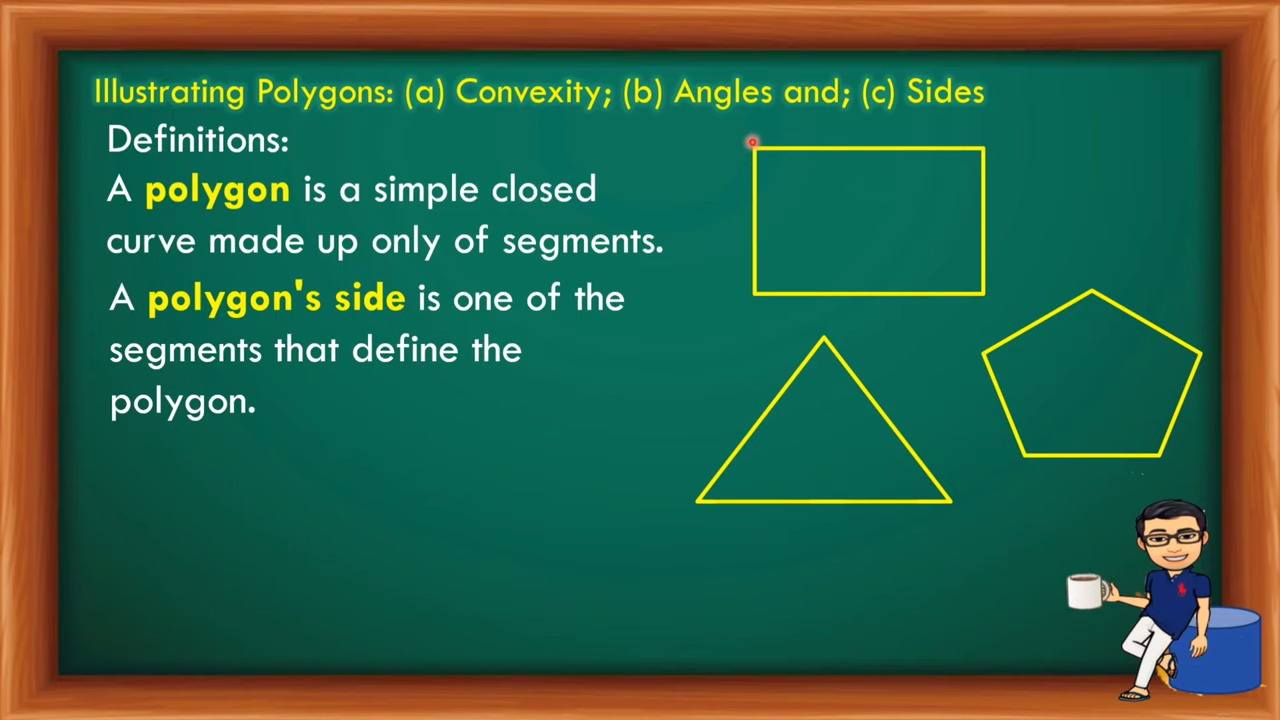 Illustrating Polygons: (a) Convexity; (b) Angles and; (c) Sides
Definitions:
A polygon is a simple closed
curve made up only of segments.
A polygon's side is one of the
segments that define the
polygon.